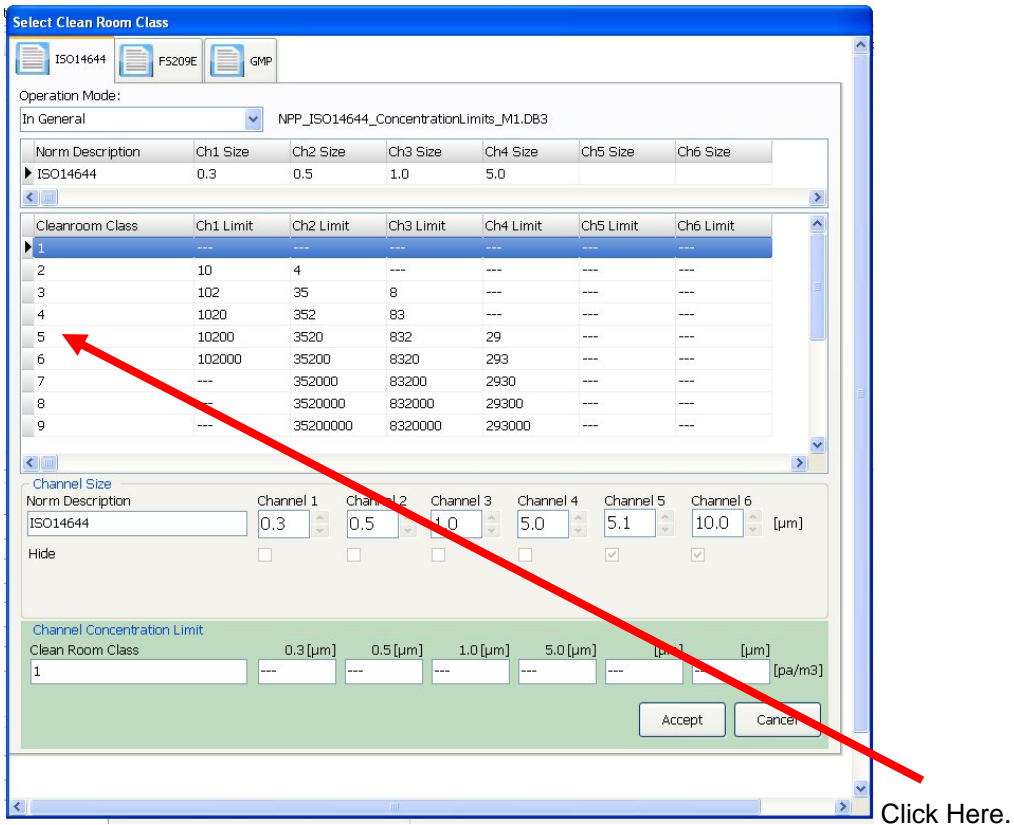 Select Clean Room Class
ISO14644 FS209E GMP
Operation Mode:
In General NPP_ISO14644_ConcentrationLimits_M1.DB3
Norm Description Ch1 Size Ch2 Size Ch3 Size Ch4 Size Ch5 Size Ch6 Size
ISO14644 0.3 0.5 1.0 5.0
Cleanroom Class Ch1 Limit Ch2 Limit Ch3 Limit Ch4 Limit Ch5 Limit Ch6 Limit
1 --- --- --- --- --- ---
2 10 4 --- --- --- ---
3 102 35 8 --- --- ---
4 1020 352 83 --- --- ---
5 10200 3520 832 29 --- ---
6 102000 35200 8320 293 --- ---
7 --- 352000 83200 2930 --- ---
8 --- 3520000 832000 29300 --- ---
9 --- 35200000 8320000 293000 --- ---
Channel Size
Norm Description Channel 1 Channel 2 Channel 3 Channel 4 Channel 5 Channel 6
ISO14644 0.3 0.5 1.0 5.0 5.1 10.0 [µm]
Hide
Channel Concentration Limit
Clean Room Class 0.3 [µm] 0.5 [µm] 1.0 [µm] 5.0 [µm] [µm] [µm]
1 --- --- --- --- --- --- [pa/m3]
Accept Cancel
Click Here.